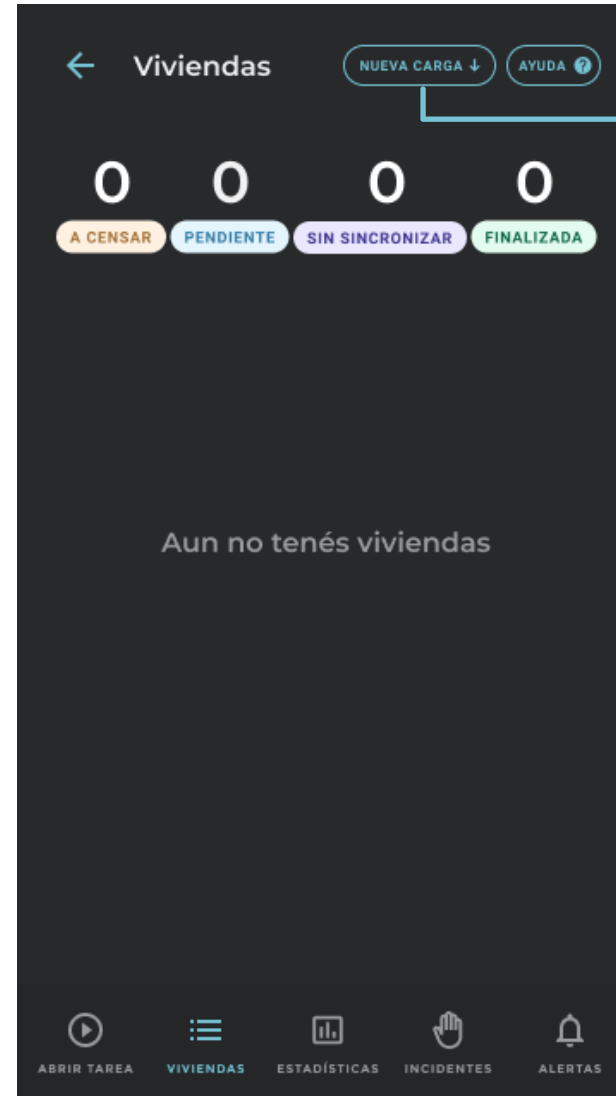 Viviendas NUEVA CARGA ↓ AYUDA ?
0 0 0 0
A CENSAR PENDIENTE SIN SINCRONIZAR FINALIZADA
Aun no tenés viviendas
ABRIR TAREA VIVIENDAS ESTADÍSTICAS INCIDENTES ALERTAS